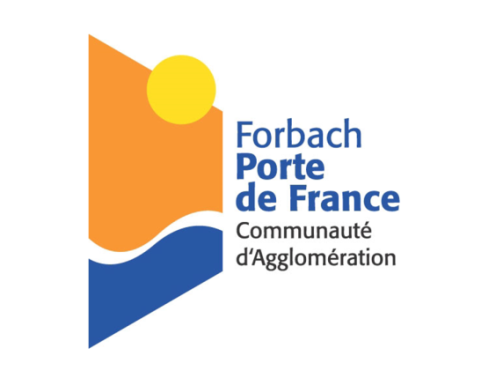 Forbach
Porte
de France
Communauté
d'Agglomération